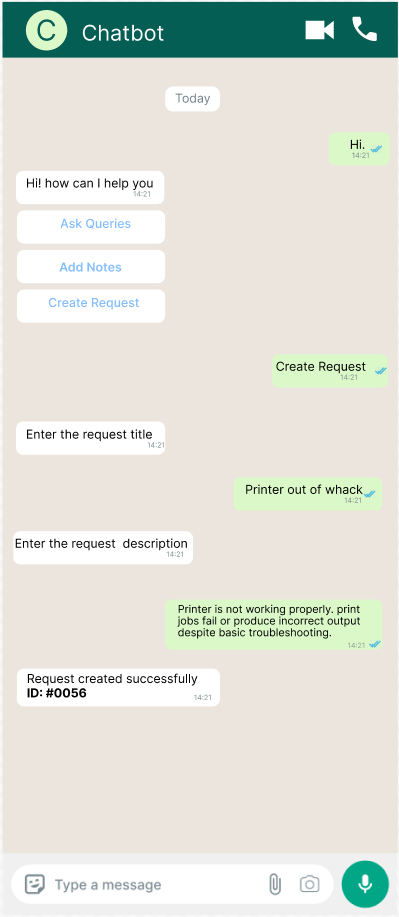 C Chatbot
Today
Hi.
14:21
Hi! how can I help you
14:21
Ask Queries
Add Notes
Create Request
Create Request
14:21
Enter the request title
14:21
Printer out of whack
14:21
Enter the request description
14:21
Printer is not working properly. print
jobs fail or produce incorrect output
despite basic troubleshooting.
14:21
Request created successfully
ID: #0056
14:21
Type a message